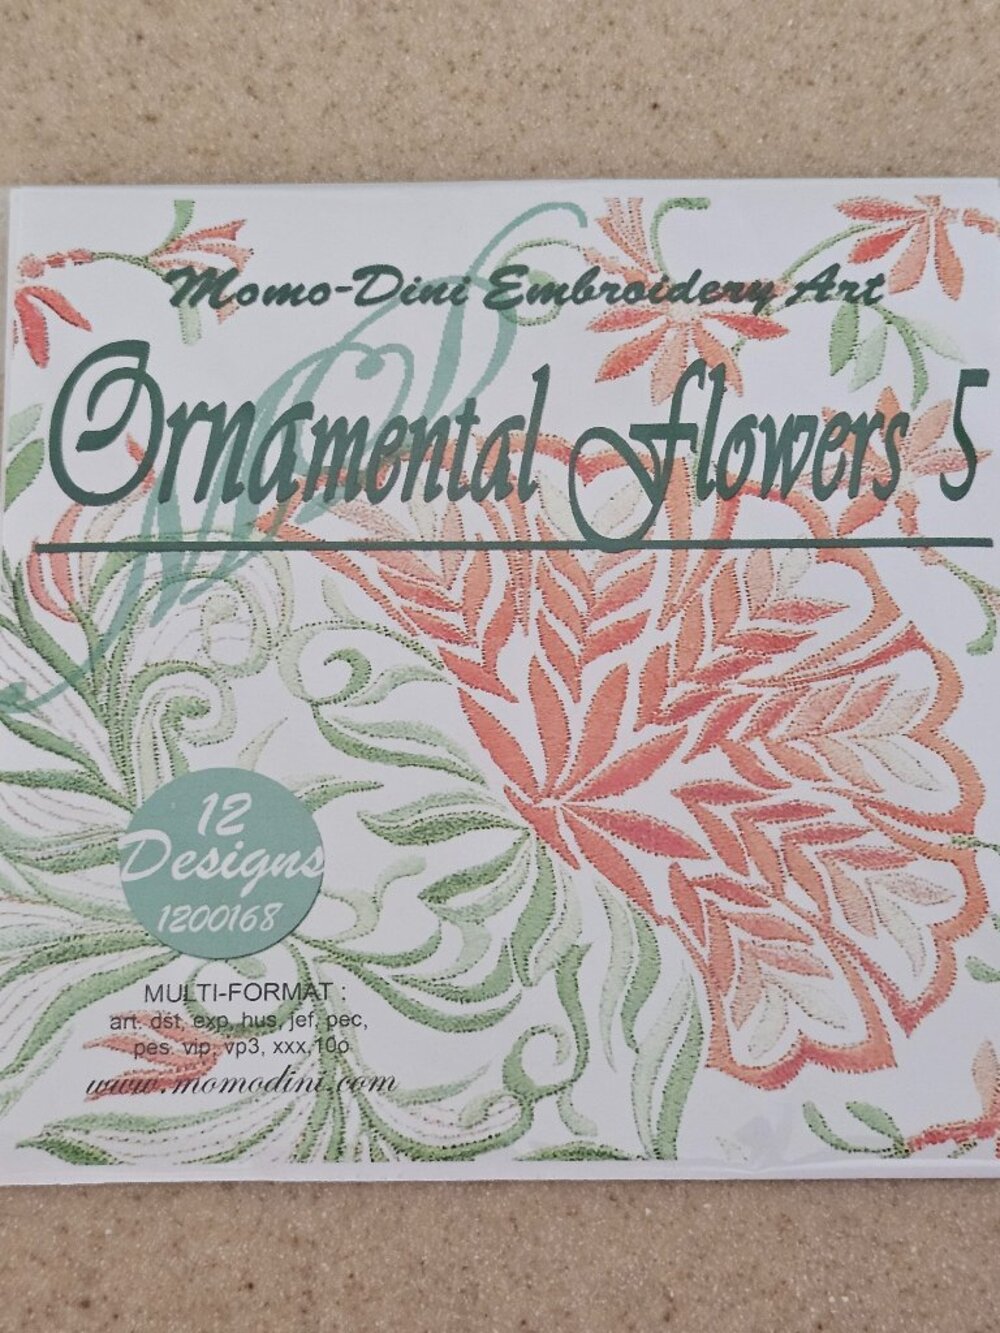 Momo-Dini Embroidery Art
Ornamental Flowers 5
12
Designs
1200168
MULTI-FORMAT :
art. dst, exp, hus, jef, pec,
pes, vip, vp3, xxx,10o
www.momodini.com